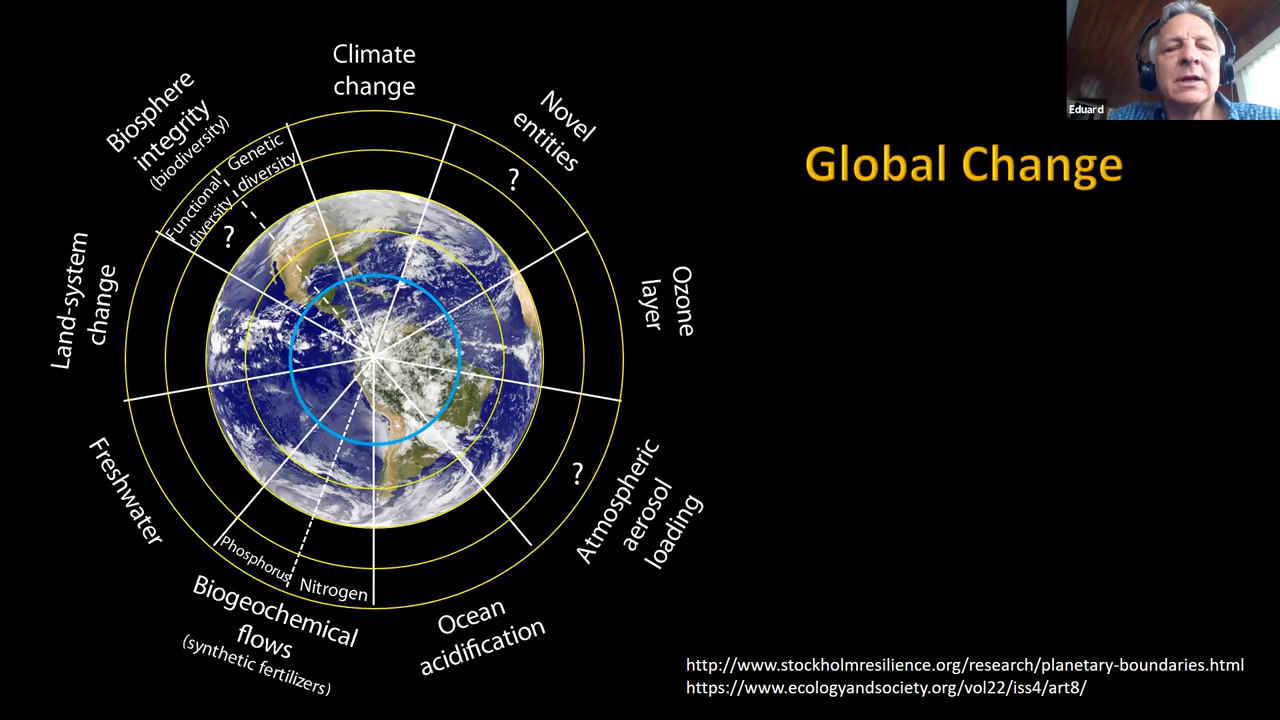 Climate
change
Novel
entities
?
Ozone
layer
?
Atmospheric
aerosol
loading
Ocean
acidification
Biogeochemical
flows
(synthetic fertilizers)
Phosphorus
Nitrogen
Freshwater
Land-system
change
Biosphere
integrity
(biodiversity)
Functional
diversity
?
Genetic
diversity
Global Change
Eduard
http://www.stockholmresilience.org/research/planetary-boundaries.html
https://www.ecologyandsociety.org/vol22/iss4/art8/